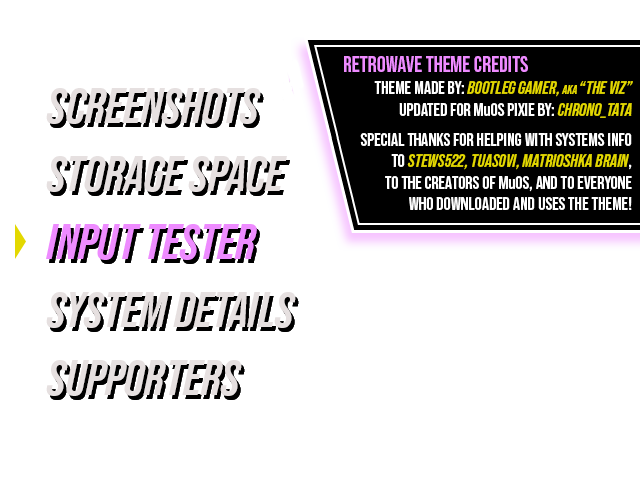 SCREENSHOTS
STORAGE SPACE
INPUT TESTER
SYSTEM DETAILS
SUPPORTERS
RETROWAVE THEME CREDITS
THEME MADE BY: BOOTLEG GAMER, AKA “THE VIZ”
UPDATED FOR MuOS PIXIE BY: CHRONO_TATA
SPECIAL THANKS FOR HELPING WITH SYSTEMS INFO
TO STEWS522, TUASOVI, MATRIOSHKA BRAIN,
TO THE CREATORS OF MuOS, AND TO EVERYONE
WHO DOWNLOADED AND USES THE THEME!